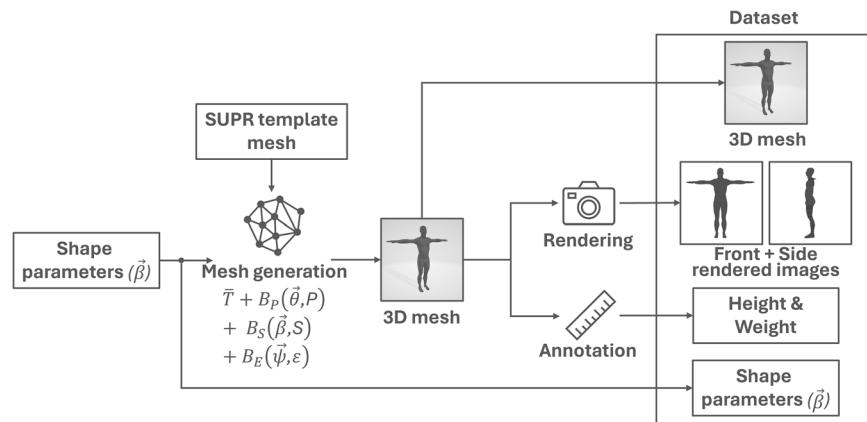 Dataset
SUPR template
mesh
3D mesh
Shape
parameters (β⃗)
Mesh generation
T̄ + B_P(θ⃗,P)
+ B_S(β⃗,S)
+ B_E(ψ⃗,ε)
3D mesh
Rendering
Front + Side
rendered images
Annotation
Height &
Weight
Shape
parameters (β⃗)